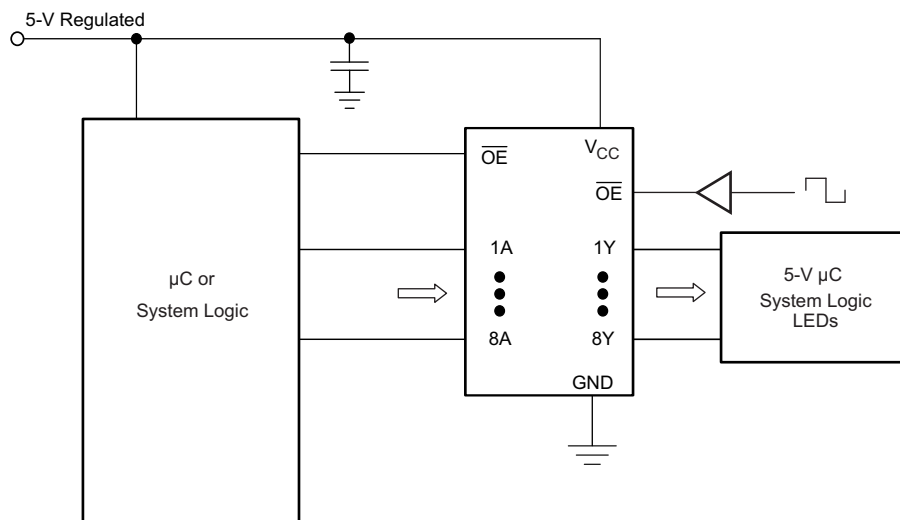 5-V Regulated
OE
VCC
OE
1A
1Y
µC or
System Logic
5-V µC
System Logic
LEDs
8A
8Y
GND